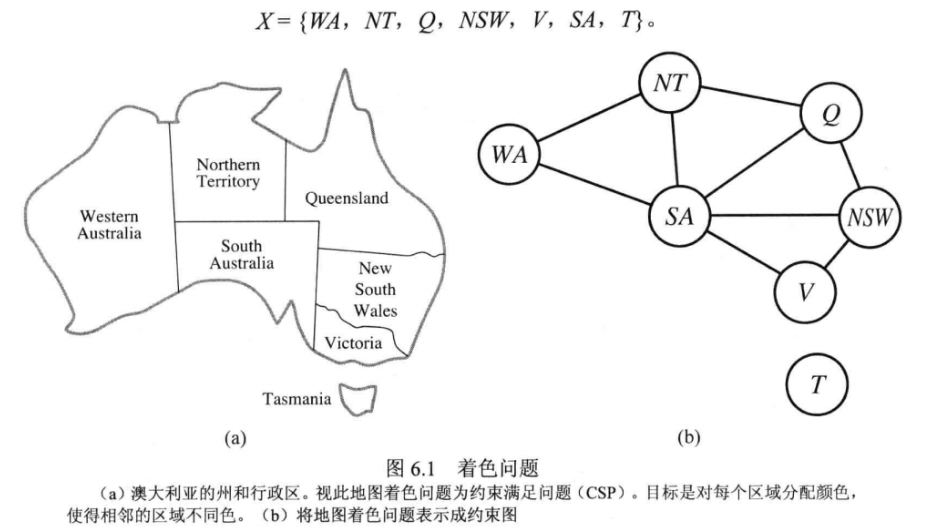 X = {WA, NT, Q, NSW, V, SA, T}。
Northern
Territory
Western
Australia
Queensland
South
Australia
New
South
Wales
Victoria
Tasmania
(a)
NT
Q
WA
SA
NSW
V
T
(b)
图 6.1 着色问题
(a)澳大利亚的州和行政区。视此地图着色问题为约束满足问题(CSP)。目标是对每个区域分配颜色,
使得相邻的区域不同色。(b)将地图着色问题表示成约束图